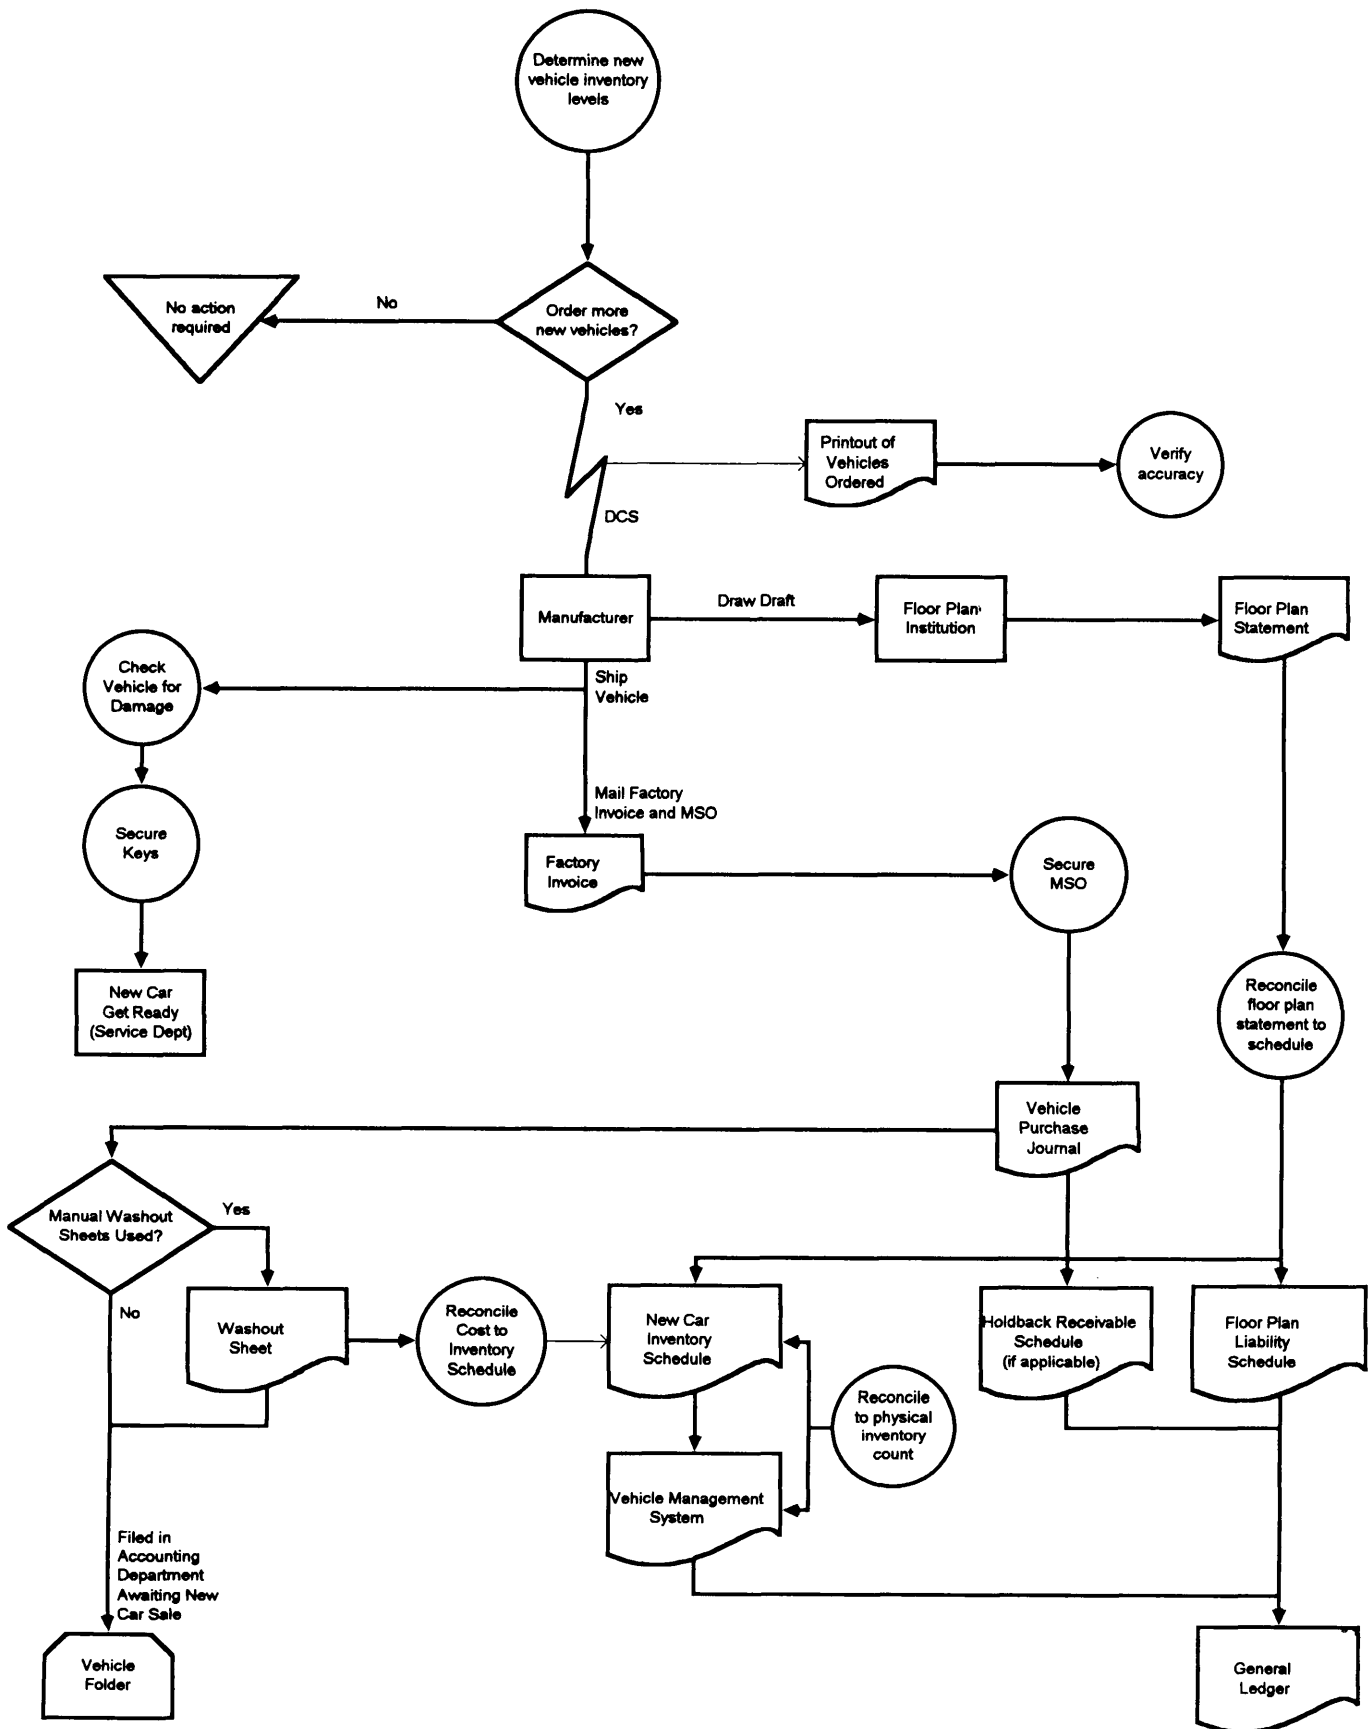 Determine new
vehicle inventory
levels
No action
required
No
Order more
new vehicles?
Yes
Printout of
Vehicles
Ordered
Verify
accuracy
DCS
Manufacturer
Draw Draft
Floor Plan
Institution
Floor Plan
Statement
Check
Vehicle for
Damage
Ship
Vehicle
Secure
Keys
Mail Factory
Invoice and MSO
Factory
Invoice
Secure
MSO
New Car
Get Ready
(Service Dept)
Reconcile
floor plan
statement to
schedule
Vehicle
Purchase
Journal
Manual Washout
Sheets Used?
Yes
No
Washout
Sheet
Reconcile
Cost to
Inventory
Schedule
New Car
Inventory
Schedule
Holdback Receivable
Schedule
(if applicable)
Floor Plan
Liability
Schedule
Reconcile
to physical
inventory
count
Vehicle Management
System
Filed in
Accounting
Department
Awaiting New
Car Sale
Vehicle
Folder
General
Ledger